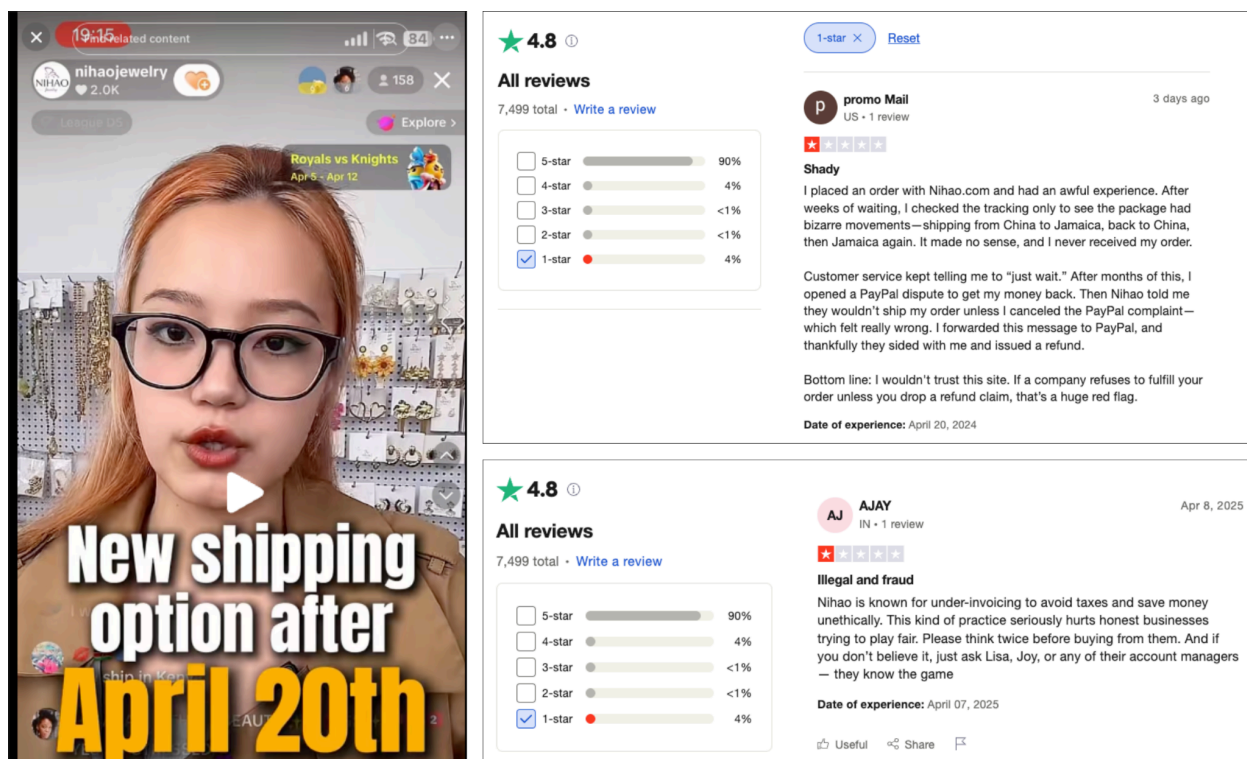 19:15
Find related content
84
nihaojewelry
2.0K
NIHAO
158
League D5
Explore >
Royals vs Knights
Apr 5 - Apr 12
New shipping
option after
ship in Ken
April 20th
4.8
All reviews
7,499 total • Write a review
5-star 90%
4-star 4%
3-star <1%
2-star <1%
1-star 4%
1-star × Reset
p
promo Mail
US • 1 review
3 days ago
Shady
I placed an order with Nihao.com and had an awful experience. After
weeks of waiting, I checked the tracking only to see the package had
bizarre movements—shipping from China to Jamaica, back to China,
then Jamaica again. It made no sense, and I never received my order.
Customer service kept telling me to “just wait.” After months of this, I
opened a PayPal dispute to get my money back. Then Nihao told me
they wouldn’t ship my order unless I canceled the PayPal complaint—
which felt really wrong. I forwarded this message to PayPal, and
thankfully they sided with me and issued a refund.
Bottom line: I wouldn't trust this site. If a company refuses to fulfill your
order unless you drop a refund claim, that’s a huge red flag.
Date of experience: April 20, 2024
4.8
All reviews
7,499 total • Write a review
5-star 90%
4-star 4%
3-star <1%
2-star <1%
1-star 4%
AJ
AJAY
IN • 1 review
Apr 8, 2025
Illegal and fraud
Nihao is known for under-invoicing to avoid taxes and save money
unethically. This kind of practice seriously hurts honest businesses
trying to play fair. Please think twice before buying from them. And if
you don’t believe it, just ask Lisa, Joy, or any of their account managers
— they know the game
Date of experience: April 07, 2025
Useful Share